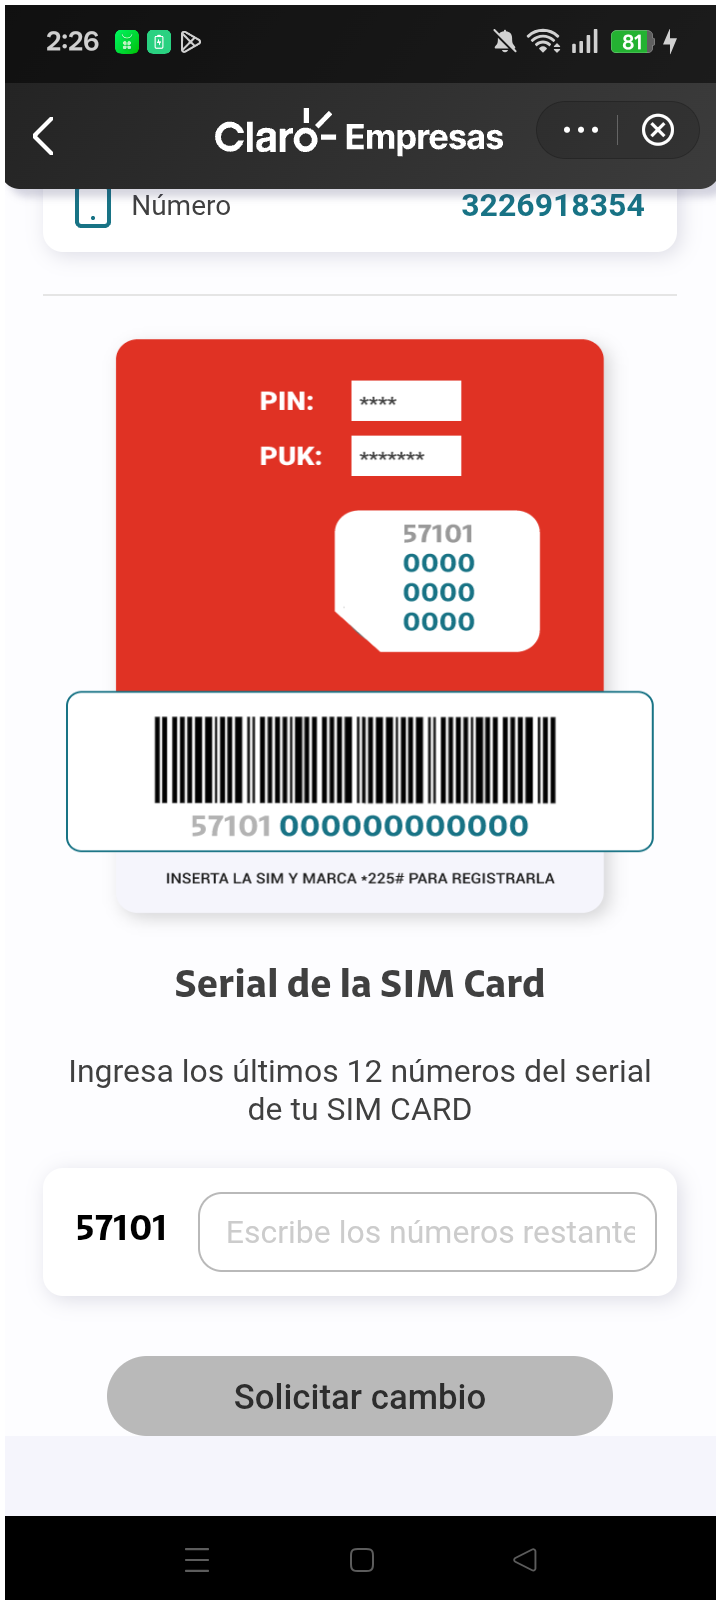 2:26
81
Claro Empresas
Número 3226918354
PIN: ****
PUK: *******
57101
0000
0000
0000
57101 000000000000
INSERTA LA SIM Y MARCA *225# PARA REGISTRARLA
Serial de la SIM Card
Ingresa los últimos 12 números del serial
de tu SIM CARD
57101 Escribe los números restante
Solicitar cambio